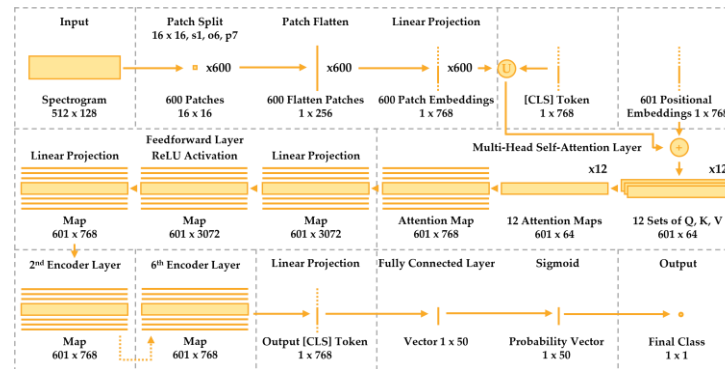 Input
Patch Split
16 x 16, s1, o6, p7
Patch Flatten
Linear Projection
x600
x600
x600
U
Spectrogram
512 x 128
600 Patches
16 x 16
600 Flatten Patches
1 x 256
600 Patch Embeddings
1 x 768
[CLS] Token
1 x 768
601 Positional
Embeddings 1 x 768
Linear Projection
Feedforward Layer
ReLU Activation
Linear Projection
Multi-Head Self-Attention Layer
+
x12
x12
Map
601 x 768
Map
601 x 3072
Map
601 x 3072
Attention Map
601 x 768
12 Attention Maps
601 x 64
12 Sets of Q, K, V
601 x 64
2nd Encoder Layer
6th Encoder Layer
Linear Projection
Fully Connected Layer
Sigmoid
Output
Map
601 x 768
Map
601 x 768
Output [CLS] Token
1 x 768
Vector 1 x 50
Probability Vector
1 x 50
Final Class
1 x 1